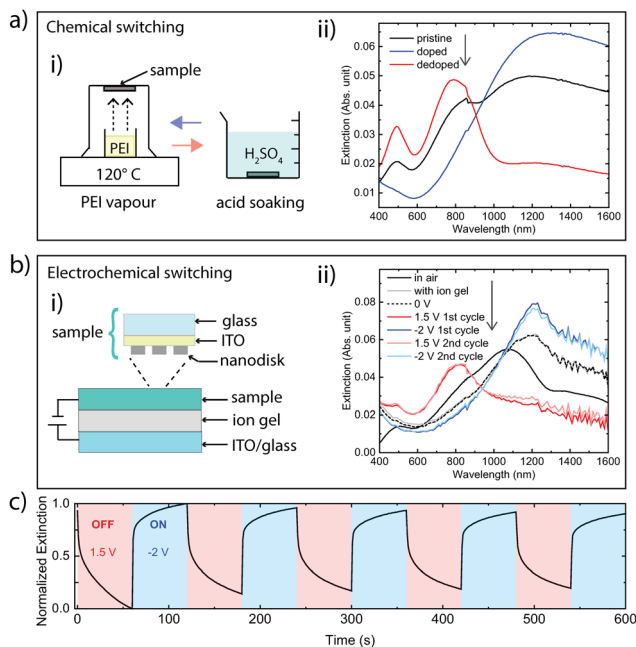 a)
Chemical switching
i)
sample
PEI
120° C
PEI vapour
H₂SO₄
acid soaking
ii)
pristine
doped
dedoped
Extinction (Abs. unit)
0.06
0.05
0.04
0.03
0.02
0.01
400 600 800 1000 1200 1400 1600
Wavelength (nm)
b)
Electrochemical switching
i)
sample
glass
ITO
nanodisk
sample
ion gel
ITO/glass
ii)
in air
with ion gel
0 V
1.5 V 1st cycle
-2 V 1st cycle
1.5 V 2nd cycle
-2 V 2nd cycle
Extinction (Abs. unit)
0.08
0.06
0.04
0.02
0.00
400 600 800 1000 1200 1400 1600
Wavelength (nm)
c)
Normalized Extinction
1.0
0.5
0.0
OFF ON
1.5 V -2 V
0 100 200 300 400 500 600
Time (s)